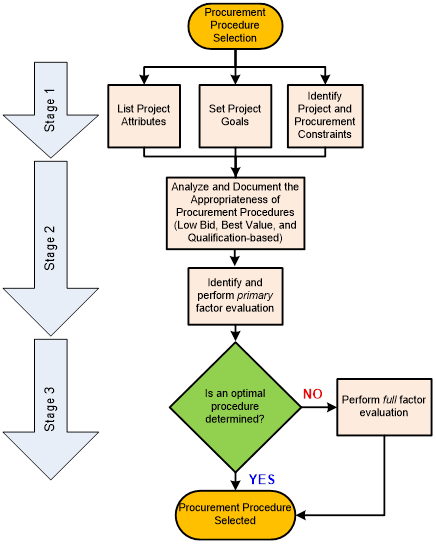 Procurement
Procedure
Selection
Stage 1
List Project
Attributes
Set Project
Goals
Identify
Project and
Procurement
Constraints
Stage 2
Analyze and Document the
Appropriateness of
Procurement Procedures
(Low Bid, Best Value, and
Qualification-based)
Identify and
perform primary
factor evaluation
Stage 3
Is an optimal
procedure
determined?
NO
Perform full factor
evaluation
YES
Procurement Procedure
Selected